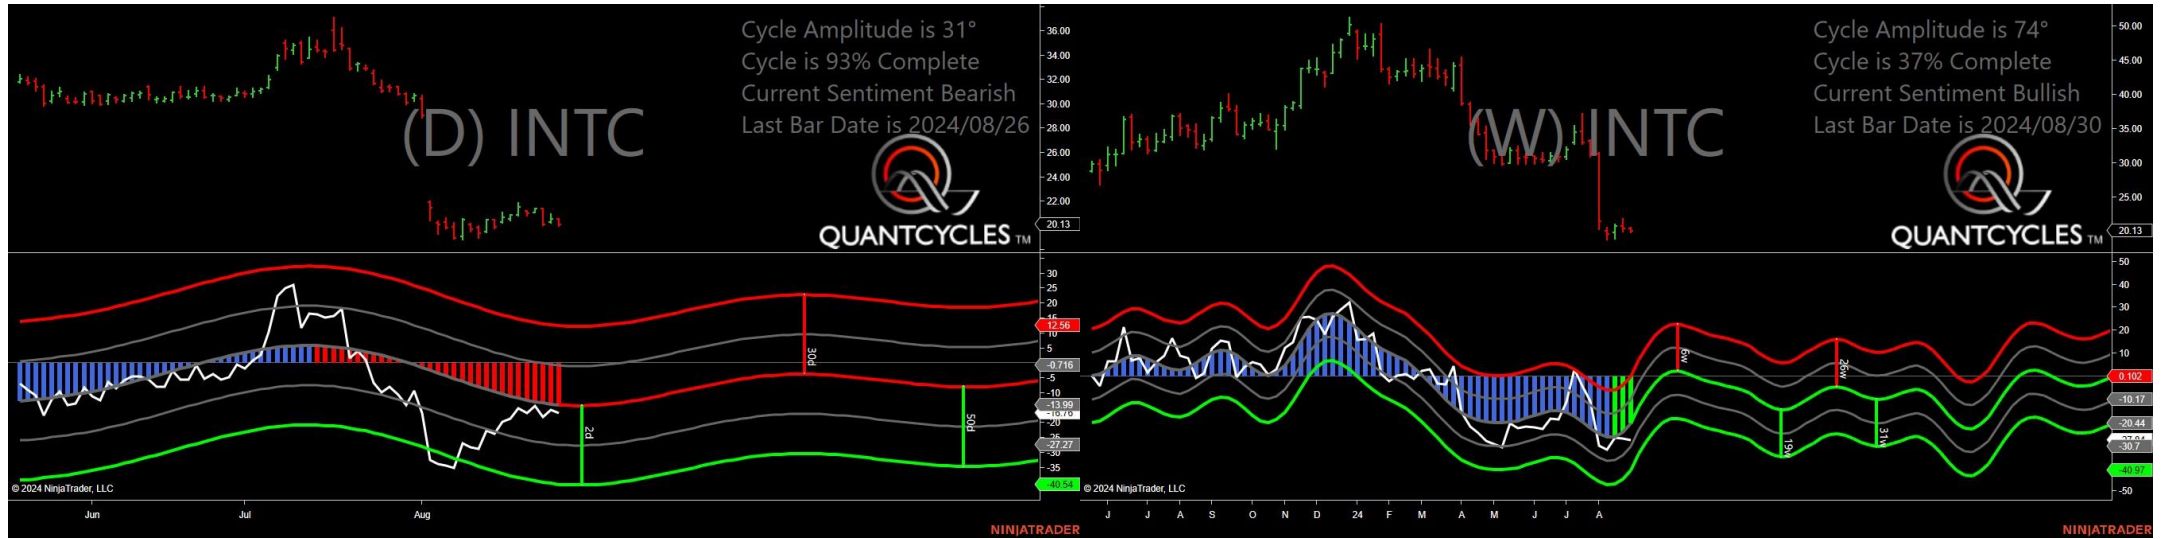 Cycle Amplitude is 31°
Cycle is 93% Complete
Current Sentiment Bearish
Last Bar Date is 2024/08/26
(D) INTC
QUANTCYCLES TM
36.00
34.00
32.00
30.00
28.00
26.00
24.00
22.00
20.13
30
25
20
15
12.56
5
-0.716
-5
-10
-13.99
-16.76
-20
-27.27
-30
-35
-40.54
2d
30d
50d
© 2024 NinjaTrader, LLC
Jun Jul Aug
NINJATRADER
Cycle Amplitude is 74°
Cycle is 37% Complete
Current Sentiment Bullish
Last Bar Date is 2024/08/30
(W) INTC
QUANTCYCLES TM
50.00
45.00
40.00
35.00
30.00
25.00
20.13
50
40
30
20
10
0.102
-10.17
-20.44
-30.7
-40.97
-50
6w
19w
26w
31w
© 2024 NinjaTrader, LLC
J J A S O N D 24 F M A M J J A
NINJATRADER